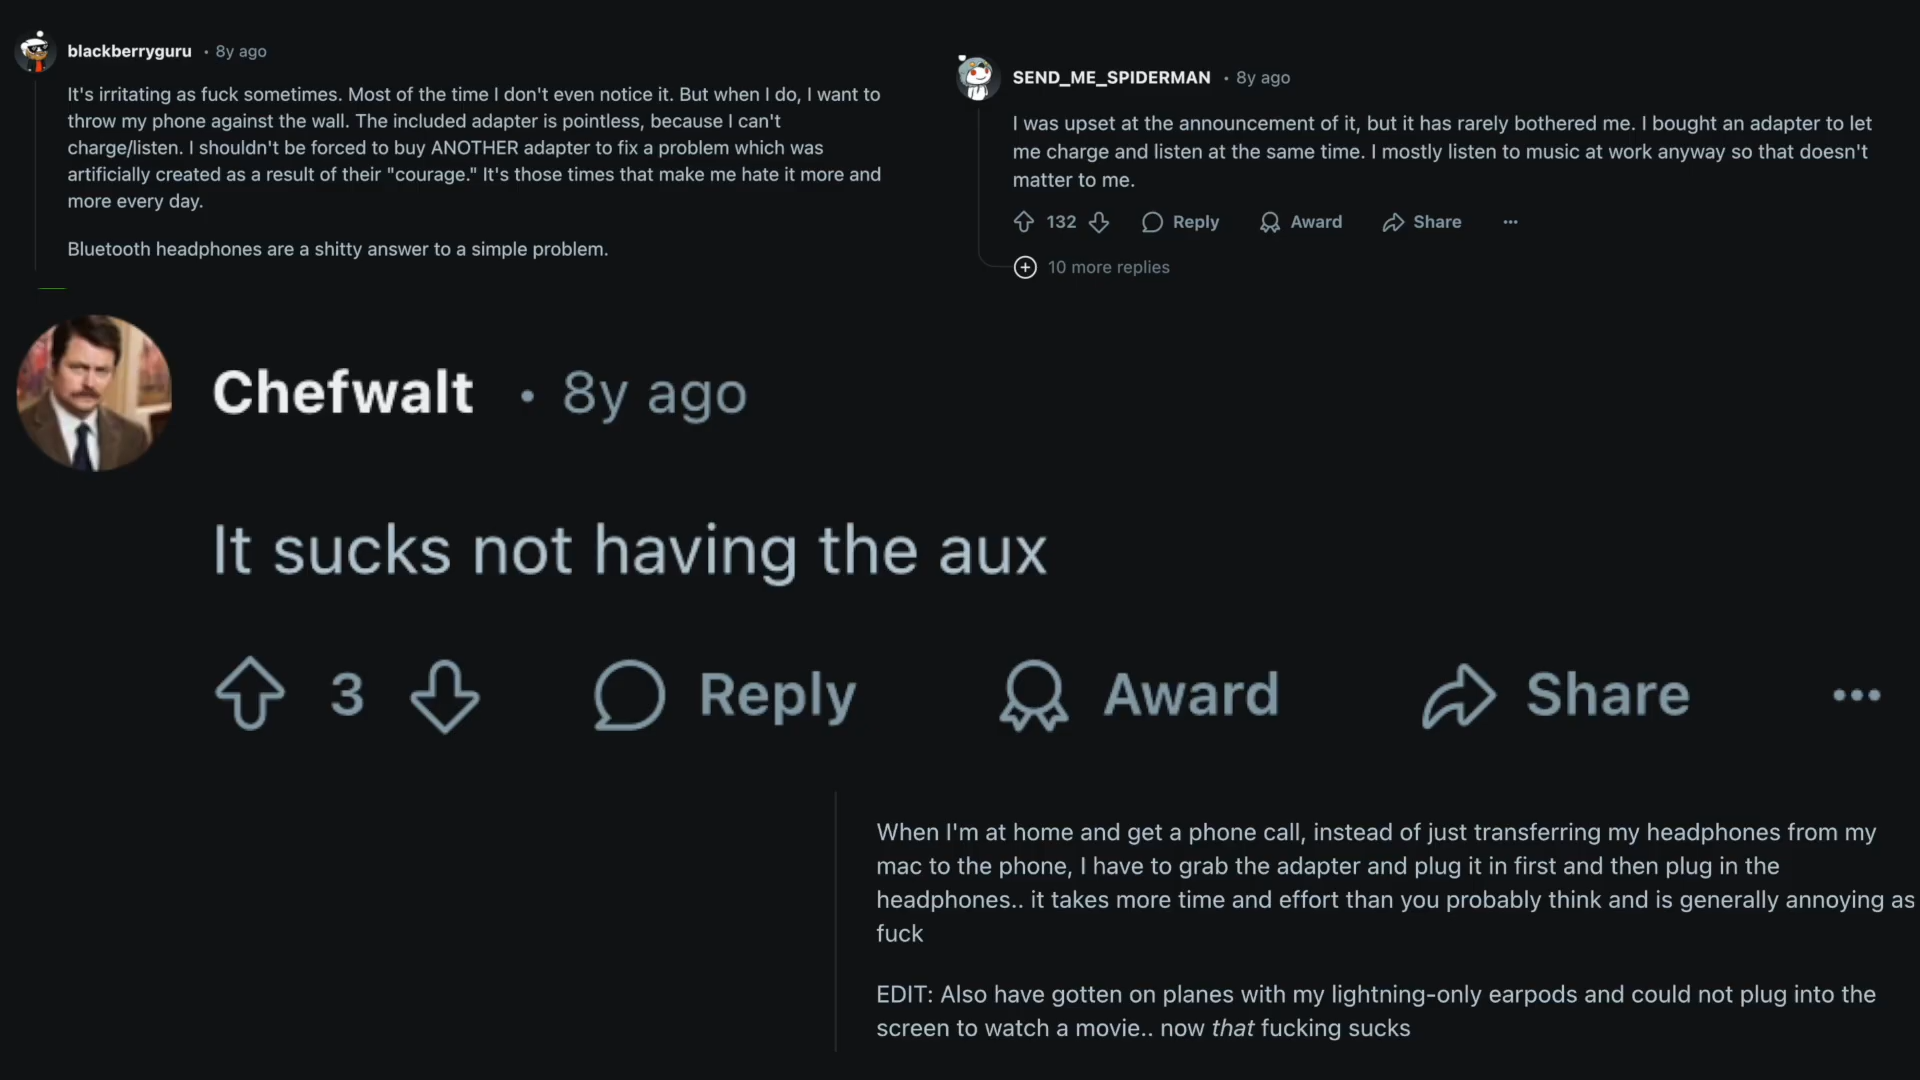 blackberryguru • 8y ago
It's irritating as fuck sometimes. Most of the time I don't even notice it. But when I do, I want to
throw my phone against the wall. The included adapter is pointless, because I can't
charge/listen. I shouldn't be forced to buy ANOTHER adapter to fix a problem which was
artificially created as a result of their "courage." It's those times that make me hate it more and
more every day.
Bluetooth headphones are a shitty answer to a simple problem.
SEND_ME_SPIDERMAN • 8y ago
I was upset at the announcement of it, but it has rarely bothered me. I bought an adapter to let
me charge and listen at the same time. I mostly listen to music at work anyway so that doesn't
matter to me.
132 Reply Award Share ...
10 more replies
Chefwalt • 8y ago
It sucks not having the aux
3 Reply Award Share ...
When I'm at home and get a phone call, instead of just transferring my headphones from my
mac to the phone, I have to grab the adapter and plug it in first and then plug in the
headphones.. it takes more time and effort than you probably think and is generally annoying as
fuck
EDIT: Also have gotten on planes with my lightning-only earpods and could not plug into the
screen to watch a movie.. now that fucking sucks